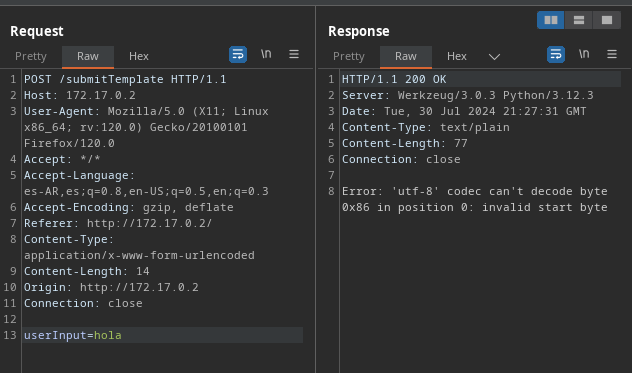 Request
Response
Pretty Raw Hex \n
Pretty Raw Hex \n
1 POST /submitTemplate HTTP/1.1
2 Host: 172.17.0.2
3 User-Agent: Mozilla/5.0 (X11; Linux
x86_64; rv:120.0) Gecko/20100101
Firefox/120.0
4 Accept: */*
5 Accept-Language:
es-AR,es;q=0.8,en-US;q=0.5,en;q=0.3
6 Accept-Encoding: gzip, deflate
7 Referer: http://172.17.0.2/
8 Content-Type:
application/x-www-form-urlencoded
9 Content-Length: 14
10 Origin: http://172.17.0.2
11 Connection: close
12
13 userInput=hola
1 HTTP/1.1 200 OK
2 Server: Werkzeug/3.0.3 Python/3.12.3
3 Date: Tue, 30 Jul 2024 21:27:31 GMT
4 Content-Type: text/plain
5 Content-Length: 77
6 Connection: close
7
8 Error: 'utf-8' codec can't decode byte
0x86 in position 0: invalid start byte